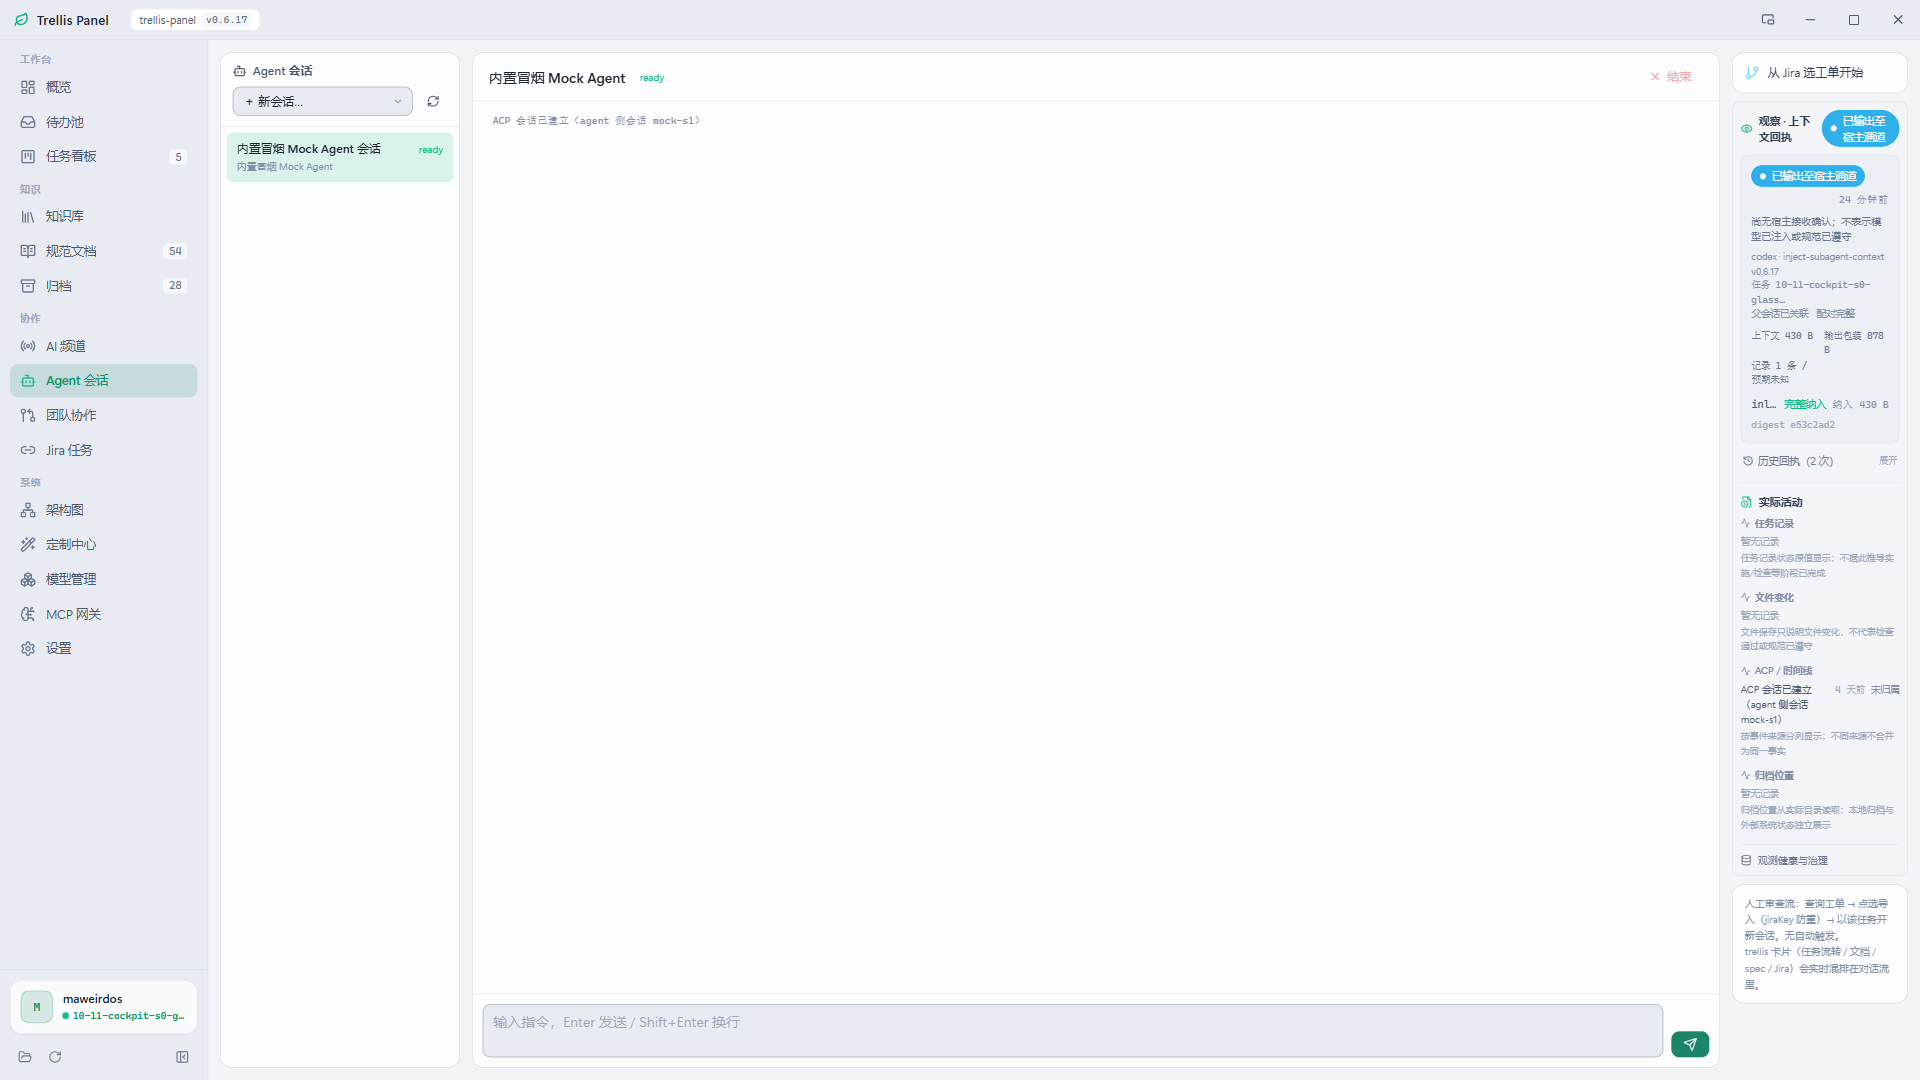 Trellis Panel
trellis-panel v0.6.17
工作台
概览
待办池
任务看板 5
知识
知识库
规范文档 54
归档 28
协作
AI 频道
Agent 会话
团队协作
Jira 任务
系统
架构图
定制中心
模型管理
MCP 网关
设置
M
maweirdos
10-11-cockpit-s0-g…
Agent 会话
+ 新会话...
内置冒烟 Mock Agent 会话 ready
内置冒烟 Mock Agent
内置冒烟 Mock Agent ready
结束
ACP 会话已建立（agent 侧会话 mock-s1）
输入指令，Enter 发送 / Shift+Enter 换行
从 Jira 选工单开始
观察 · 上下
文回执
已输出至
宿主通道
已输出至宿主通道
24 分钟前
尚无宿主接收确认；不表示模
型已注入或规范已遵守
codex · inject-subagent-context
v0.6.17
任务 10-11-cockpit-s0-
glass…
父会话已关联 配对完整
上下文 430 B 输出包装 878
B
记录 1 条 /
预期未知
inl… 完整纳入 纳入 430 B
digest e53c2ad2
历史回执（2 次） 展开
实际活动
任务记录
暂无记录
任务记录状态原值显示；不据此推导实
施/检查等阶段已完成
文件变化
暂无记录
文件保存只说明文件变化，不代表检查
通过或规范已遵守
ACP / 时间线
ACP 会话已建立 4 天前 未归属
（agent 侧会话
mock-s1）
按事件来源分列显示；不同来源不合并
为同一事实
归档位置
暂无记录
归档位置从实际目录读取；本地归档与
外部系统状态独立展示
观测健康与治理
人工审查流：查询工单 → 点选导
入（jiraKey 防重）→ 以该任务开
新会话。无自动触发。
trellis 卡片（任务流转 / 文档 /
spec / Jira）会实时混排在对话流
里。